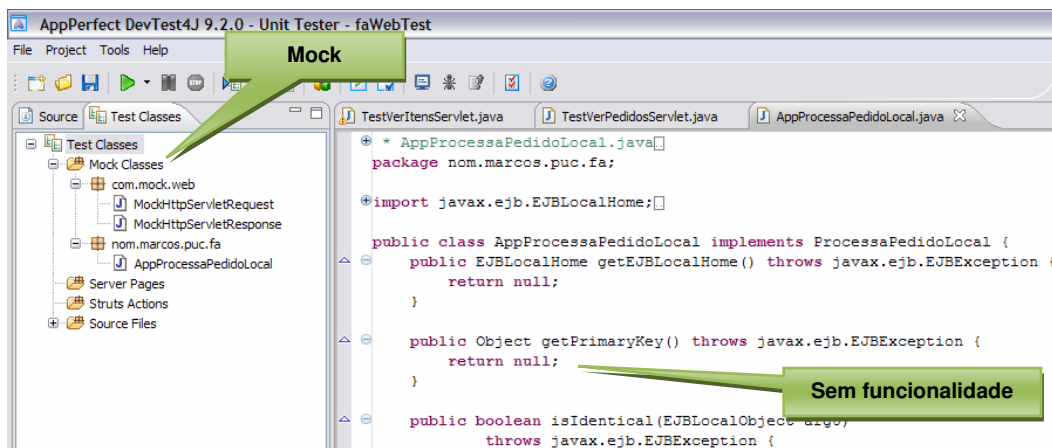 AppPerfect DevTest4J 9.2.0 - Unit Tester - faWebTest
File Project Tools Help
Mock
Source Test Classes
TestVerItensServlet.java TestVerPedidosServlet.java AppProcessaPedidoLocal.java
Test Classes
Mock Classes
com.mock.web
MockHttpServletRequest
MockHttpServletResponse
nom.marcos.puc.fa
AppProcessaPedidoLocal
Server Pages
Struts Actions
Source Files
* AppProcessaPedidoLocal.java
package nom.marcos.puc.fa;
import javax.ejb.EJBLocalHome;
public class AppProcessaPedidoLocal implements ProcessaPedidoLocal {
public EJBLocalHome getEJBLocalHome() throws javax.ejb.EJBException {
return null;
}
public Object getPrimaryKey() throws javax.ejb.EJBException {
return null;
}
Sem funcionalidade
public boolean isIdentical(EJBLocalObject arg0)
throws javax.ejb.EJBException {